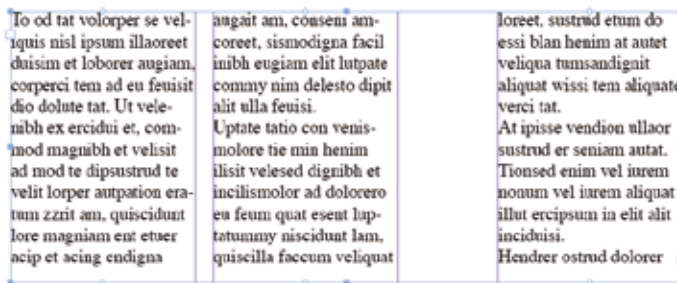 To od tat volorper se vel-
iquis nisl ipsum illaoreet
duisim et loborer augiam,
corperci tem ad eu feuisit
dio dolute tat. Ut vele-
nibh ex ercidui et, com-
mod magnibh et velisit
ad mod te dipsustrud te
velit lorper autpation era-
tum zzrit am, quiscidunt
lore magniam ent etuer
acip et acing endigna
augait am, conseni am-
coreet, sismodigna facil
inibh eugiam elit lutpate
commy nim delesto dipit
alit ulla feuisi.
Uptate tatio con venis-
molore tie min henim
ilisit velesed dignibh et
incilismolor ad dolorero
eu feum quat esent lup-
tatummy niscidunt lam,
quiscilla faccum veliquat
loreet, sustrud etum do
essi blan henim at autet
veliqua tumsandignit
aliquat wissi tem aliquate
verci tat.
At ipisse vendion ullaor
sustrud er seniam autat.
Tionsed enim vel iurem
nonum vel iurem aliquat
illut ercipsum in elit alit
inciduisi.
Hendrer ostrud dolorer